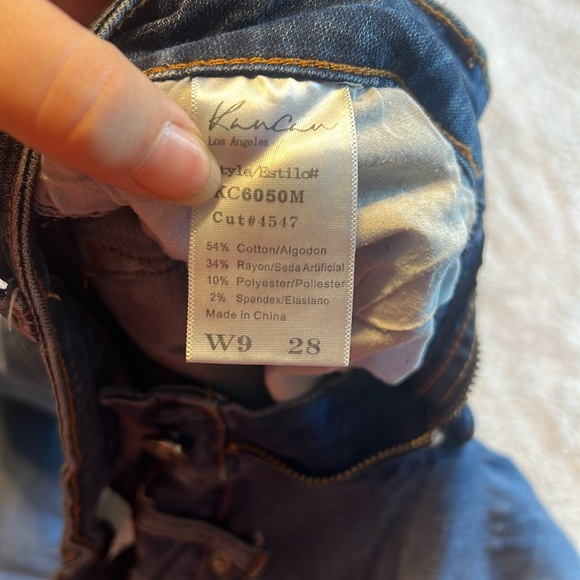 KanCan
Los Angeles
Style/Estilo#
KC6050M
Cut#4547
54% Cotton/Algodon
34% Rayon/Seda Artificial
10% Polyester/Poliester
2% Spandex/Elastano
Made in China
W9 28